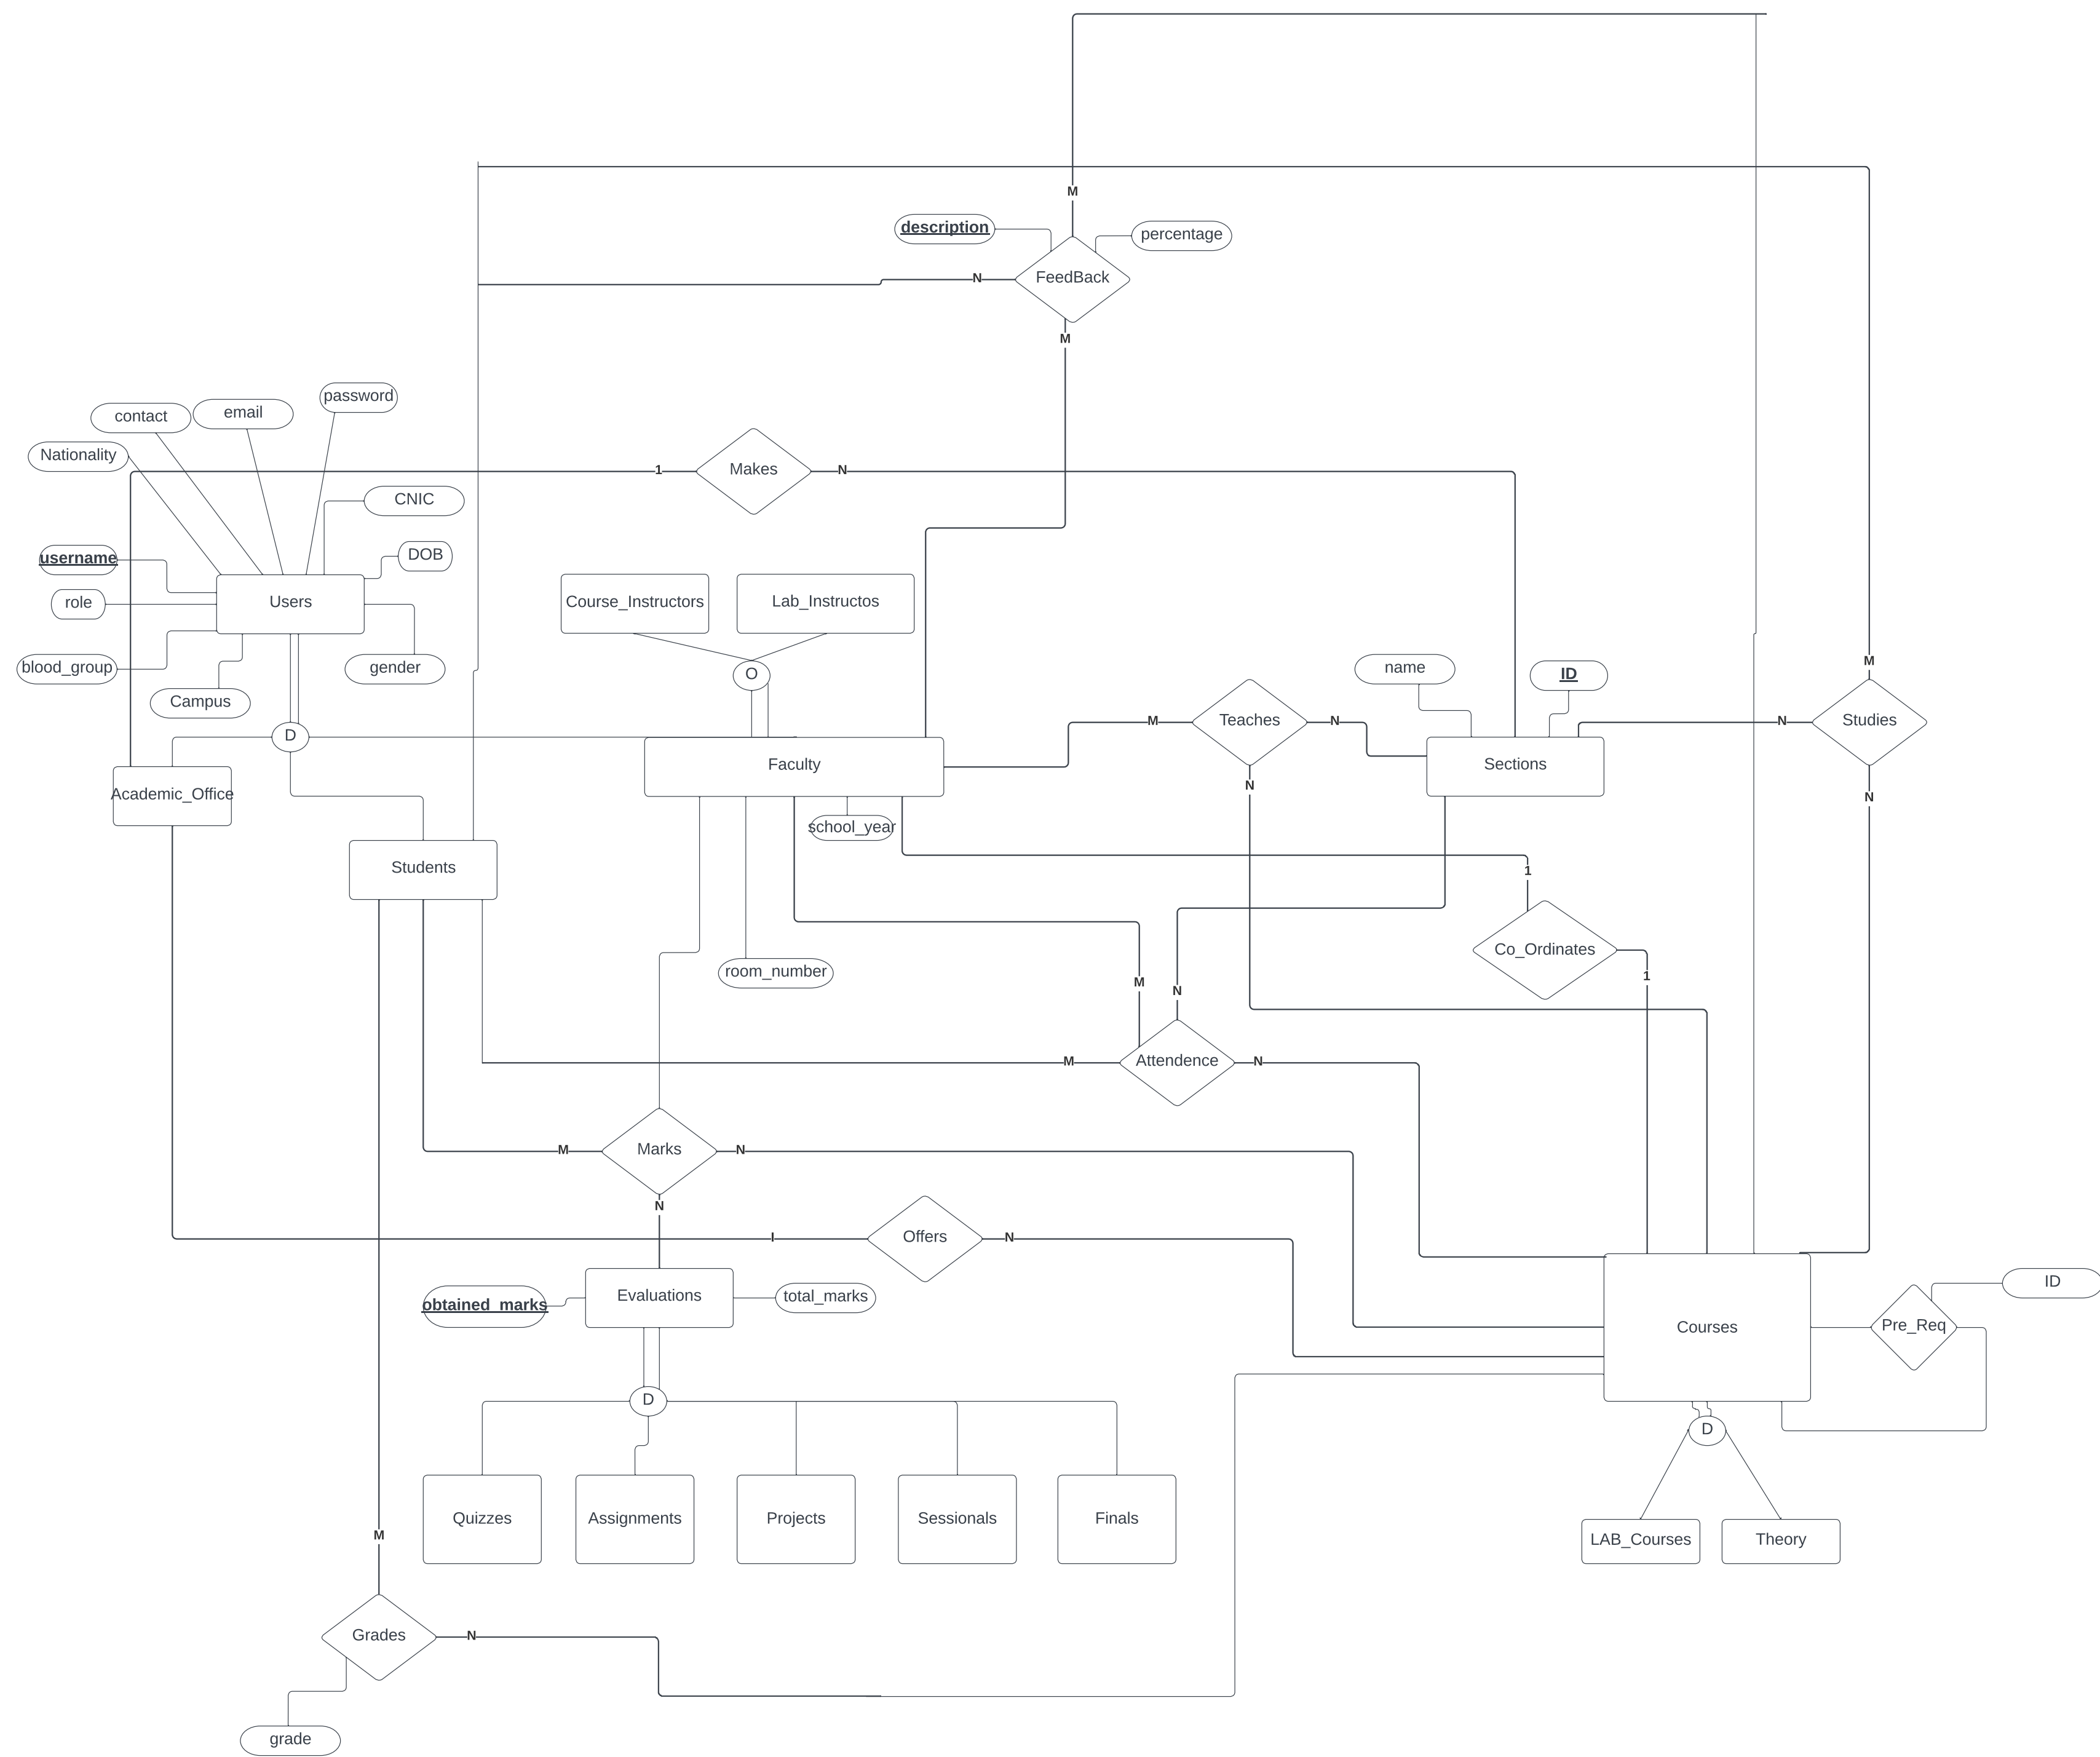 M
description
percentage
FeedBack
N
M
password
contact
email
Nationality
1
Makes
N
CNIC
DOB
username
role
Users
Course_Instructors
Lab_Instructos
blood_group
gender
Campus
O
name
ID
M
D
M
Teaches
N
N
Studies
Academic_Office
Faculty
Sections
N
N
school_year
Students
1
Co_Ordinates
room_number
M
N
1
M
Attendence
N
M
Marks
N
N
I
Offers
N
obtained_marks
Evaluations
total_marks
Courses
Pre_Req
ID
D
D
Quizzes
Assignments
Projects
Sessionals
Finals
LAB_Courses
Theory
M
Grades
N
grade